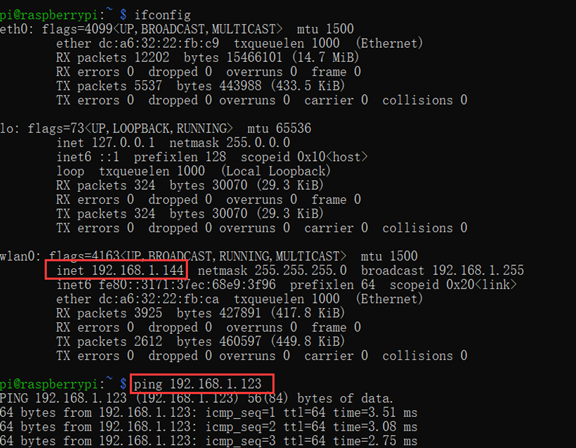 pi@raspberrypi:~ $ ifconfig
eth0: flags=4099<UP,BROADCAST,MULTICAST>  mtu 1500
ether dc:a6:32:22:fb:c9  txqueuelen 1000  (Ethernet)
RX packets 12202  bytes 15466101 (14.7 MiB)
RX errors 0  dropped 0  overruns 0  frame 0
TX packets 5537  bytes 443988 (433.5 KiB)
TX errors 0  dropped 0 overruns 0  carrier 0  collisions 0
lo: flags=73<UP,LOOPBACK,RUNNING>  mtu 65536
inet 127.0.0.1  netmask 255.0.0.0
inet6 ::1  prefixlen 128  scopeid 0x10<host>
loop  txqueuelen 1000  (Local Loopback)
RX packets 324  bytes 30070 (29.3 KiB)
RX errors 0  dropped 0  overruns 0  frame 0
TX packets 324  bytes 30070 (29.3 KiB)
TX errors 0  dropped 0 overruns 0  carrier 0  collisions 0
wlan0: flags=4163<UP,BROADCAST,RUNNING,MULTICAST>  mtu 1500
inet 192.168.1.144  netmask 255.255.255.0  broadcast 192.168.1.255
inet6 fe80::3171:37ec:68e9:3f96  prefixlen 64  scopeid 0x20<link>
ether dc:a6:32:22:fb:ca  txqueuelen 1000  (Ethernet)
RX packets 3925  bytes 427891 (417.8 KiB)
RX errors 0  dropped 0  overruns 0  frame 0
TX packets 2612  bytes 460597 (449.8 KiB)
TX errors 0  dropped 0 overruns 0  carrier 0  collisions 0
pi@raspberrypi:~ $ ping 192.168.1.123
PING 192.168.1.123 (192.168.1.123) 56(84) bytes of data.
64 bytes from 192.168.1.123: icmp_seq=1 ttl=64 time=3.51 ms
64 bytes from 192.168.1.123: icmp_seq=2 ttl=64 time=3.08 ms
64 bytes from 192.168.1.123: icmp_seq=3 ttl=64 time=2.75 ms